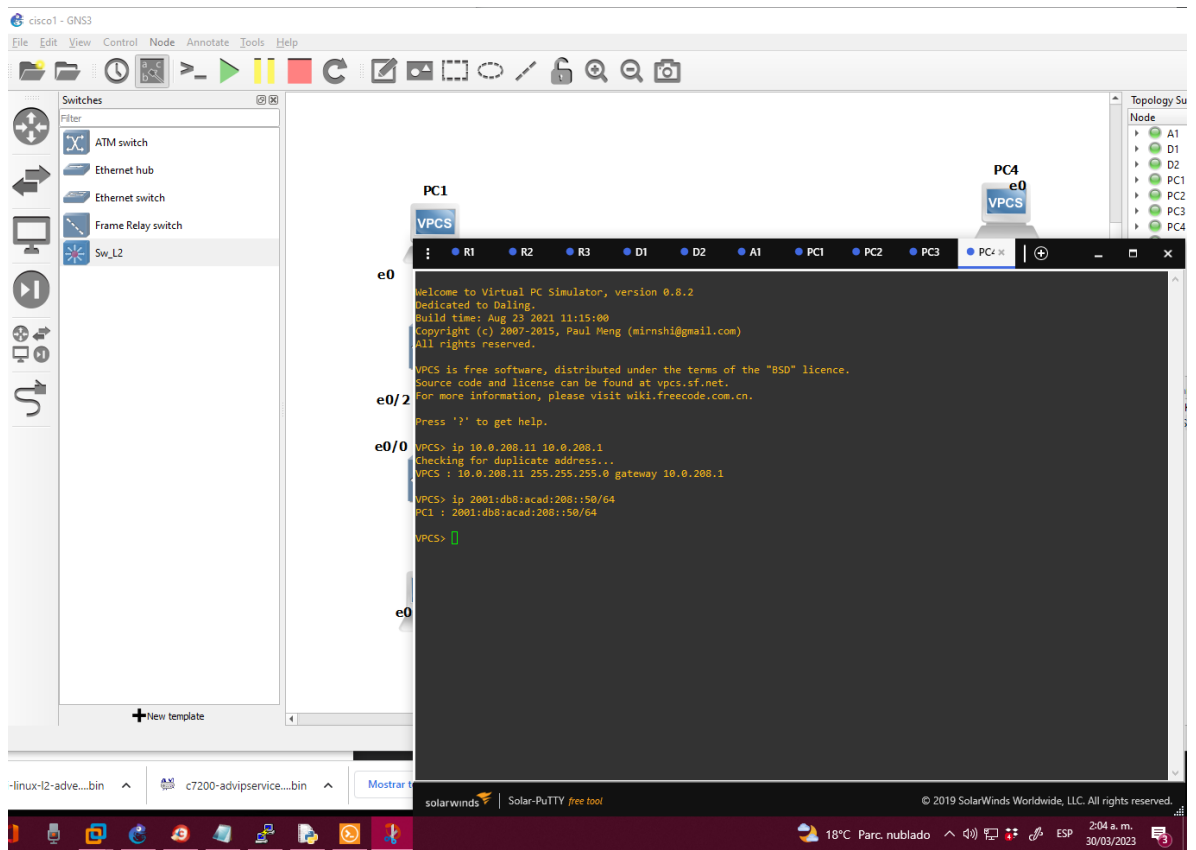 cisco1 - GNS3
File Edit View Control Node Annotate Tools Help
Switches
Filter
ATM switch
Ethernet hub
Ethernet switch
Frame Relay switch
Sw_L2
New template
PC1
VPCS
e0
e0/2
e0/0
e0
PC4
e0
VPCS
Topology Su
Node
A1
D1
D2
PC1
PC2
PC3
PC4
R1 R2 R3 D1 D2 A1 PC1 PC2 PC3 PC4
Welcome to Virtual PC Simulator, version 0.8.2
Dedicated to Daling.
Build time: Aug 23 2021 11:15:00
Copyright (c) 2007-2015, Paul Meng (mirnshi@gmail.com)
All rights reserved.
VPCS is free software, distributed under the terms of the "BSD" licence.
Source code and license can be found at vpcs.sf.net.
For more information, please visit wiki.freecode.com.cn.
Press '?' to get help.
VPCS> ip 10.0.208.11 10.0.208.1
Checking for duplicate address...
VPCS : 10.0.208.11 255.255.255.0 gateway 10.0.208.1
VPCS> ip 2001:db8:acad:208::50/64
PC1 : 2001:db8:acad:208::50/64
VPCS>
solarwinds Solar-PuTTY free tool
© 2019 SolarWinds Worldwide, LLC. All rights reserved.
-linux-l2-adve....bin
c7200-advipservice....bin
Mostrar t
18°C Parc. nublado
ESP
2:04 a. m.
30/03/2023
3